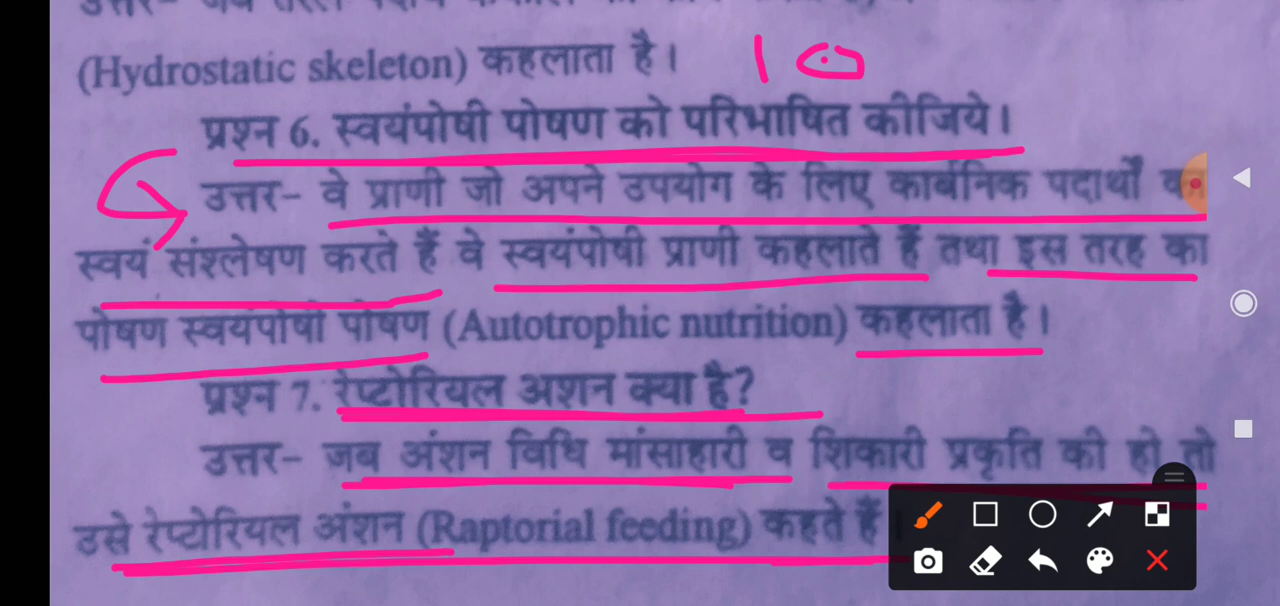 (Hydrostatic skeleton) कहलाता है।
10
प्रश्न 6. स्वयंपोषी पोषण को परिभाषित कीजिये।
उत्तर– वे प्राणी जो अपने उपयोग के लिए कार्बनिक पदार्थों
स्वयं संश्लेषण करते हैं वे स्वयंपोषी प्राणी कहलाते हैं तथा इस तरह का
पोषण स्वयंपोषी पोषण (Autotrophic nutrition) कहलाता है।
प्रश्न 7. रेप्टोरियल अशन क्या है?
उत्तर– जब अंशन विधि मांसाहारी व शिकारी प्रकृति की हो तो
उसे रेप्टोरियल अंशन (Raptorial feeding) कहते हैं